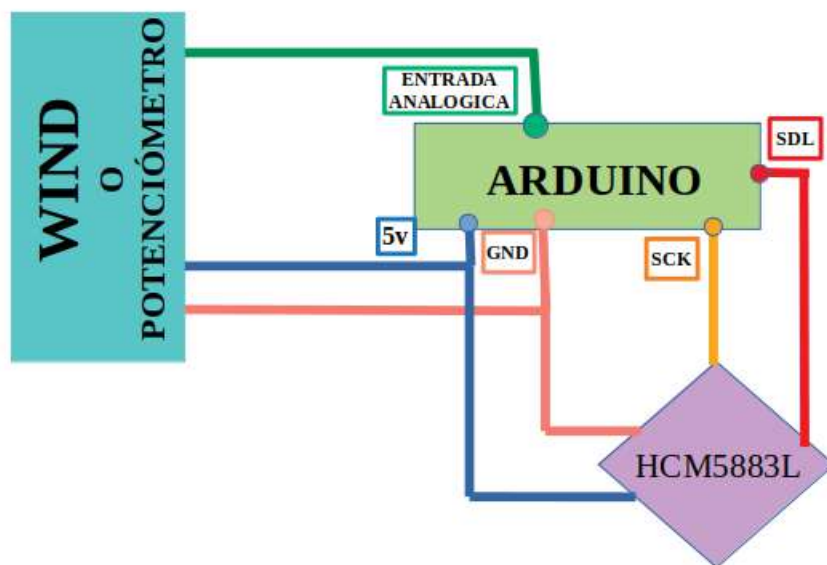 WIND
O
POTENCIÓMETRO
ENTRADA
ANALOGICA
ARDUINO
SDL
5v
GND
SCK
HCM5883L